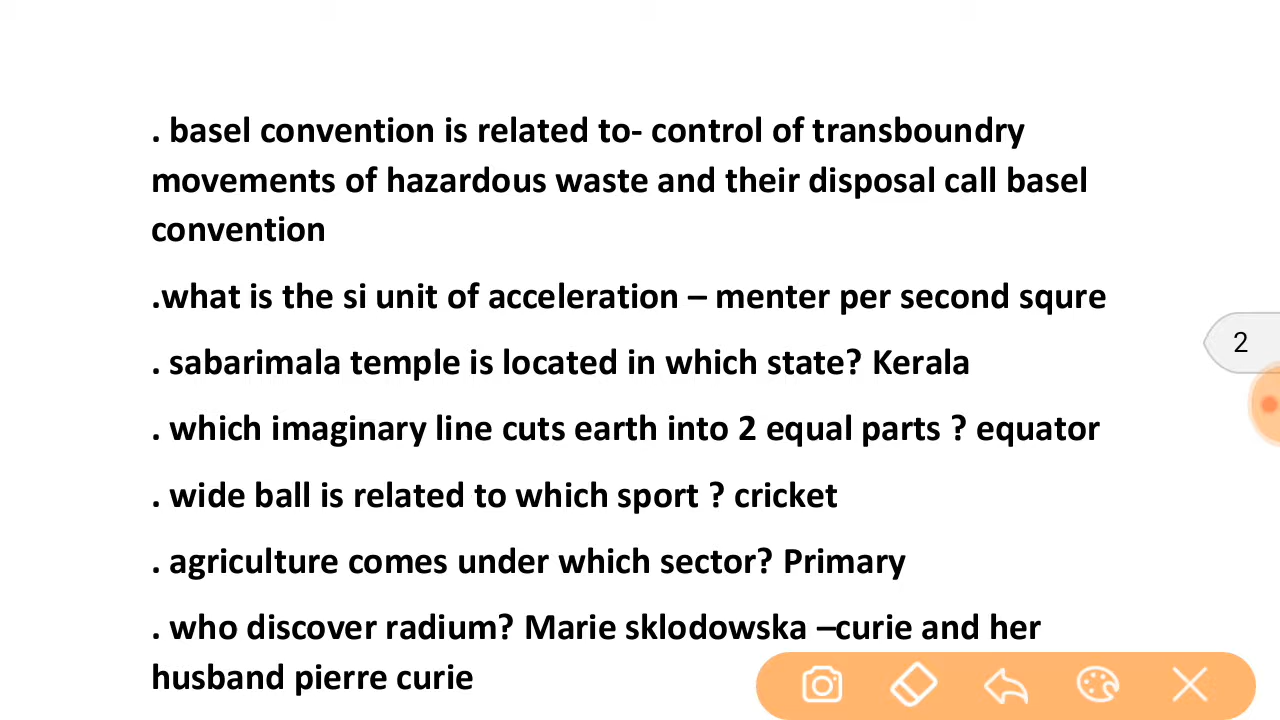 . basel convention is related to- control of transboundry
movements of hazardous waste and their disposal call basel
convention
.what is the si unit of acceleration – menter per second squre
. sabarimala temple is located in which state? Kerala
2
. which imaginary line cuts earth into 2 equal parts ? equator
. wide ball is related to which sport ? cricket
. agriculture comes under which sector? Primary
. who discover radium? Marie sklodowska –curie and her
husband pierre curie